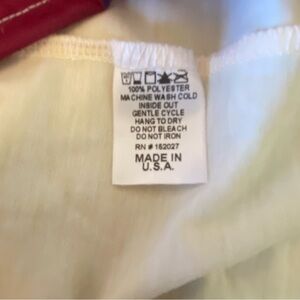 100% POLYESTER
MACHINE WASH COLD
INSIDE OUT
GENTLE CYCLE
HANG TO DRY
DO NOT BLEACH
DO NOT IRON
RN # 152027
MADE IN
U.S.A.